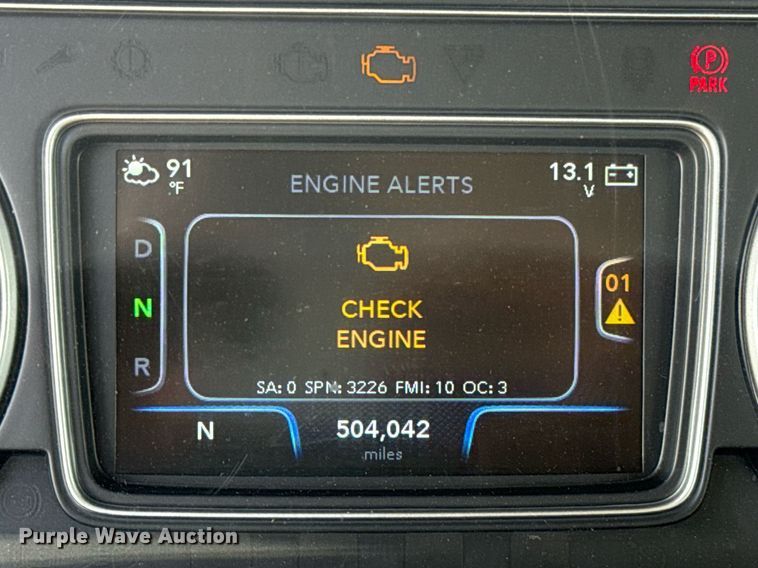 P
PARK
91
°F
ENGINE ALERTS
13.1
V
D
N
R
CHECK
ENGINE
01
SA: 0 SPN: 3226 FMI: 10 OC: 3
N
504,042
miles
Purple Wave Auction